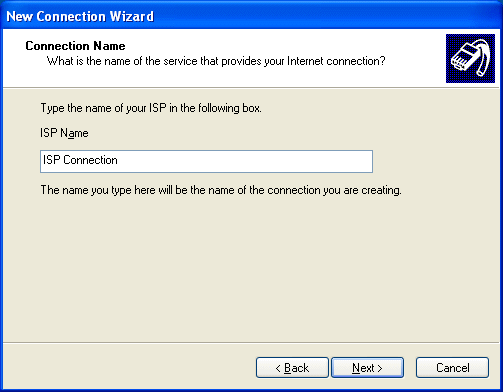 New Connection Wizard
Connection Name
What is the name of the service that provides your Internet connection?
Type the name of your ISP in the following box.
ISP Name
ISP Connection
The name you type here will be the name of the connection you are creating.
< Back Next > Cancel